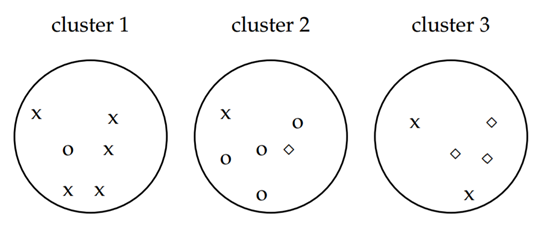 cluster 1 cluster 2 cluster 3
x x x o x ◇
o x o o ◇ ◇ ◇
x x o x